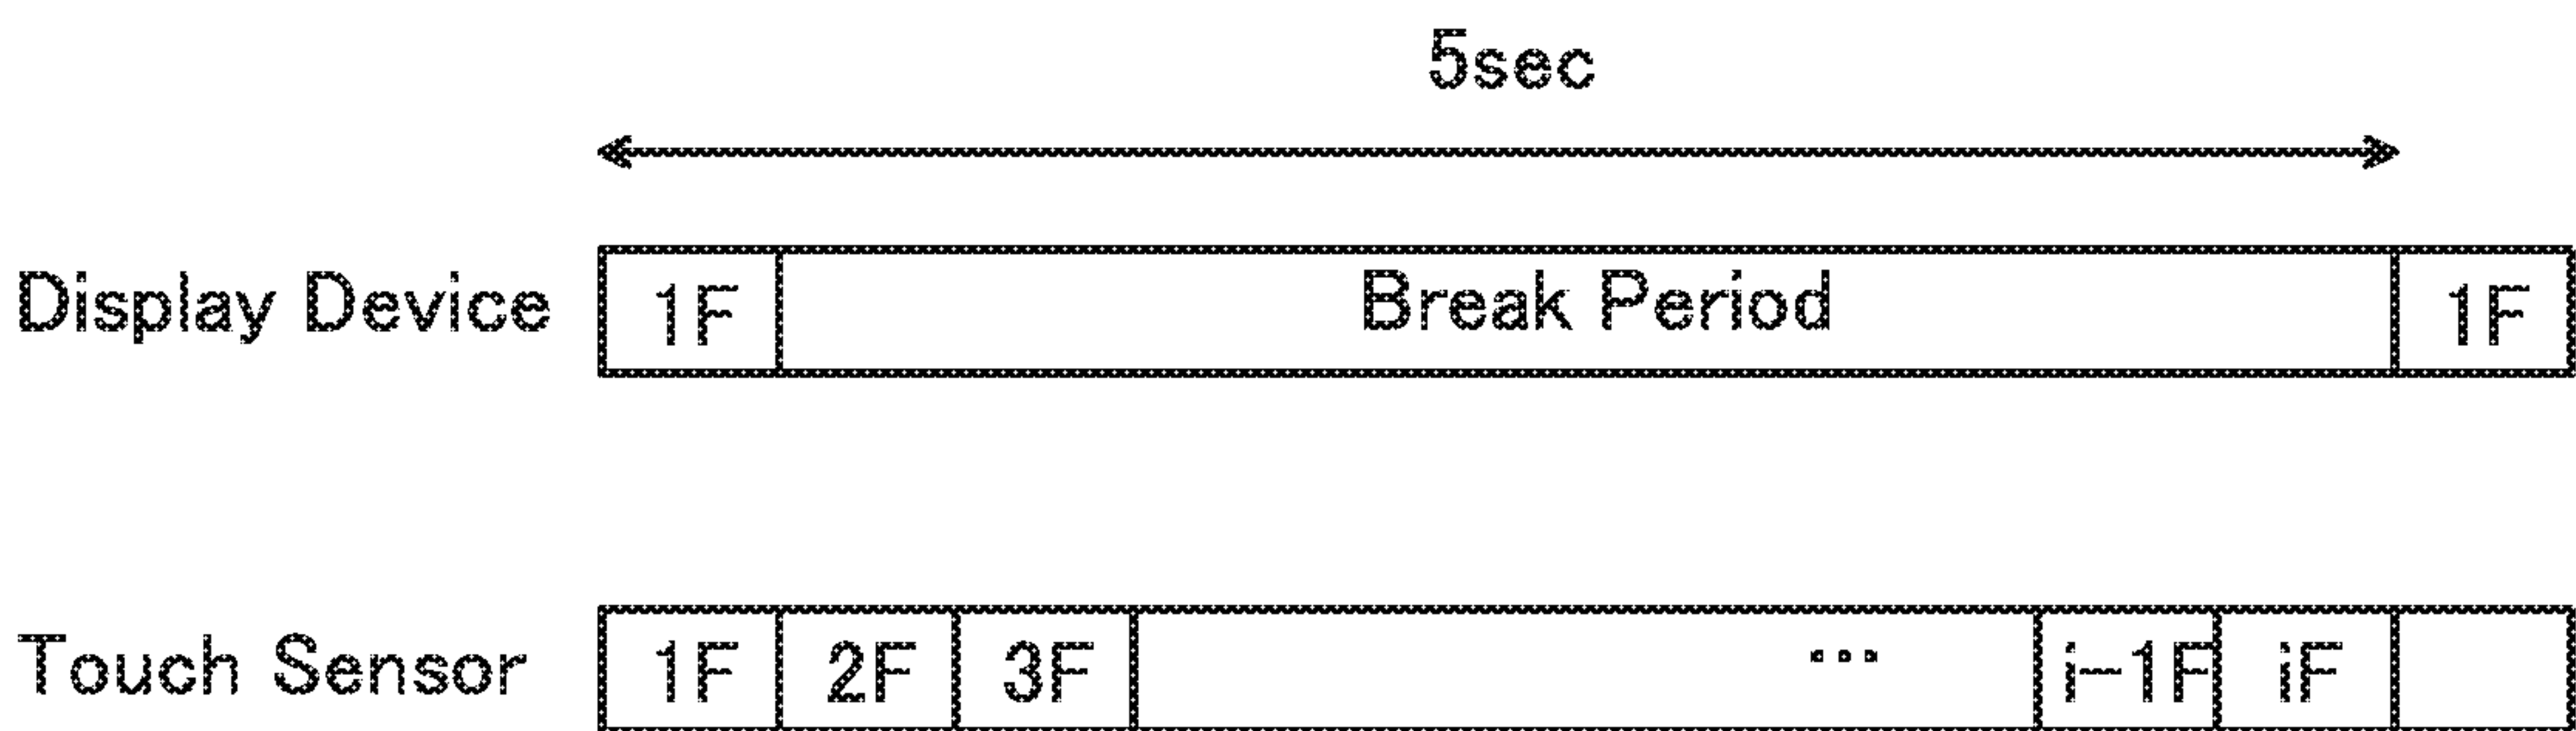 5sec
Display Device 1F Break Period 1F
Touch Sensor 1F 2F 3F ... i-1F iF